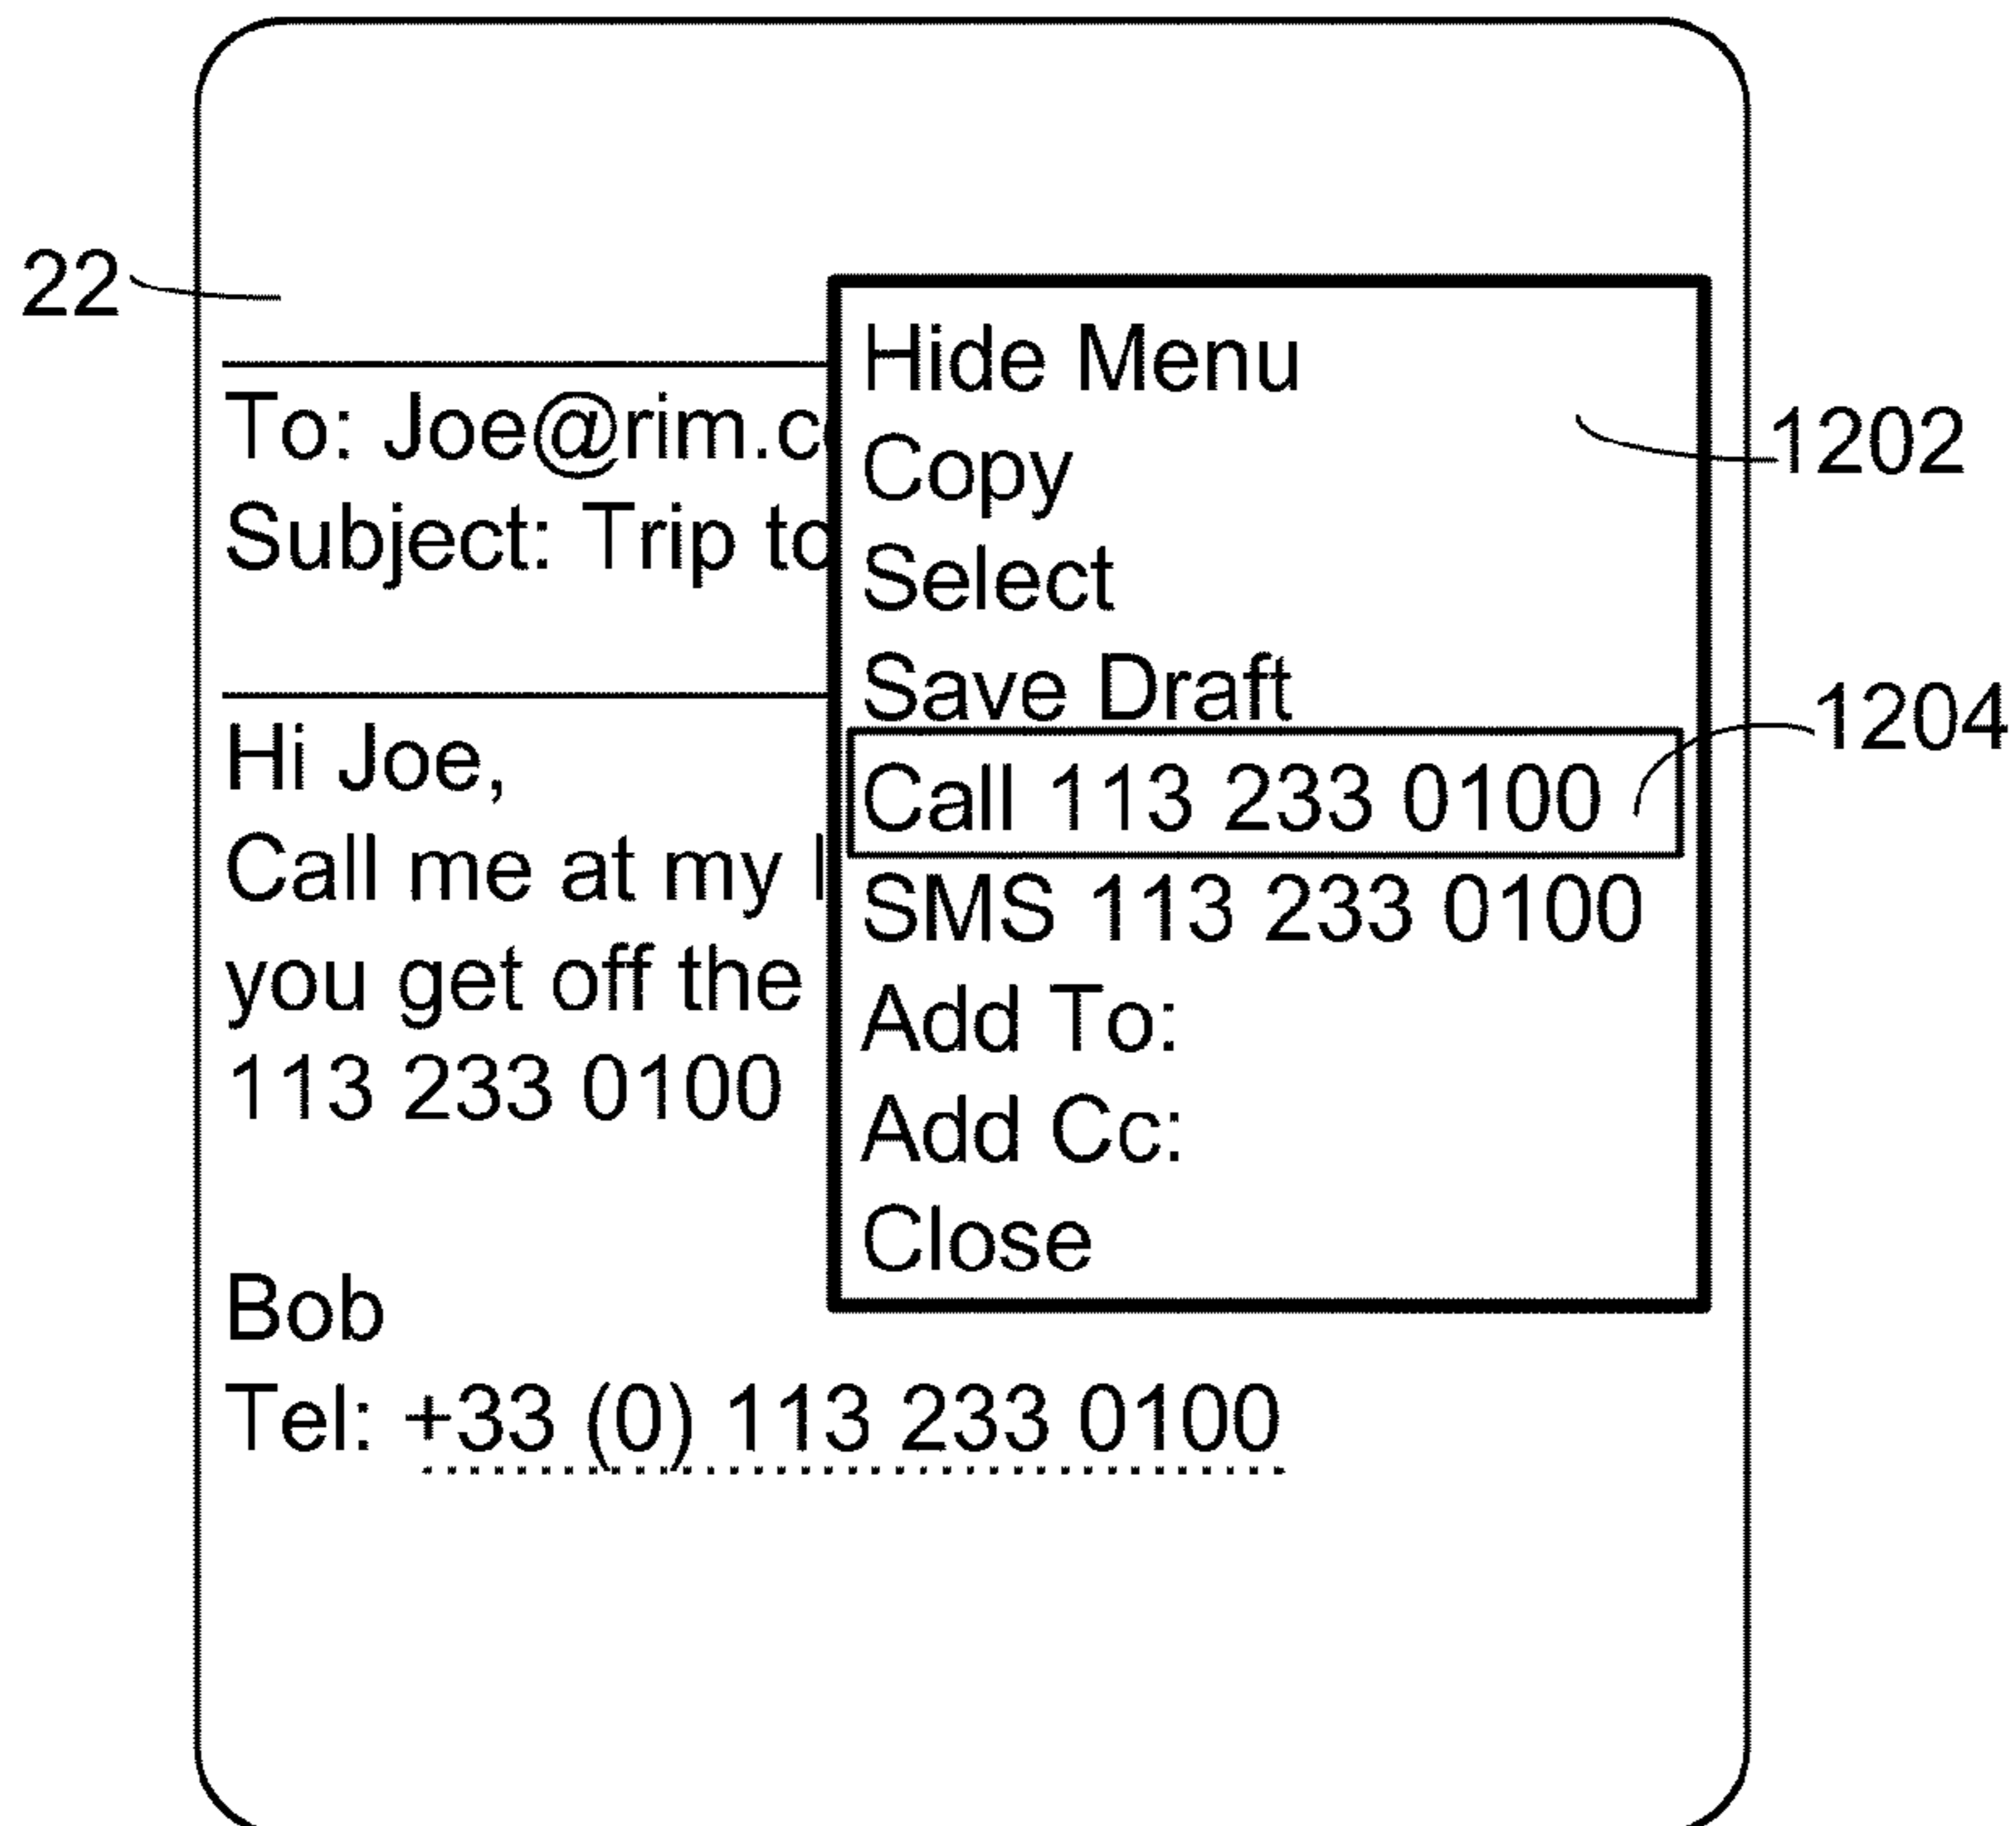 22
To: Joe@rim.c
Subject: Trip to
Hi Joe,
Call me at my
you get off the
113 233 0100
Bob
Tel: +33 (0) 113 233 0100
Hide Menu
Copy
Select
Save Draft
Call 113 233 0100
SMS 113 233 0100
Add To:
Add Cc:
Close
1202
1204